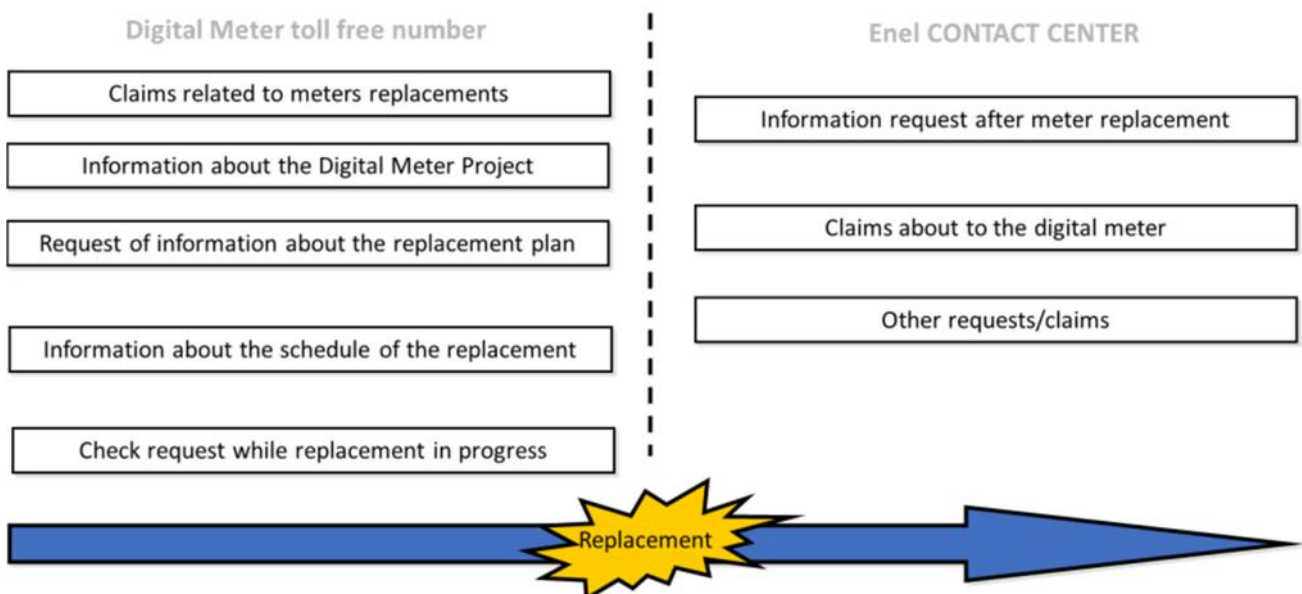 Digital Meter toll free number
Claims related to meters replacements
Information about the Digital Meter Project
Request of information about the replacement plan
Information about the schedule of the replacement
Check request while replacement in progress
Enel CONTACT CENTER
Information request after meter replacement
Claims about to the digital meter
Other requests/claims
Replacement